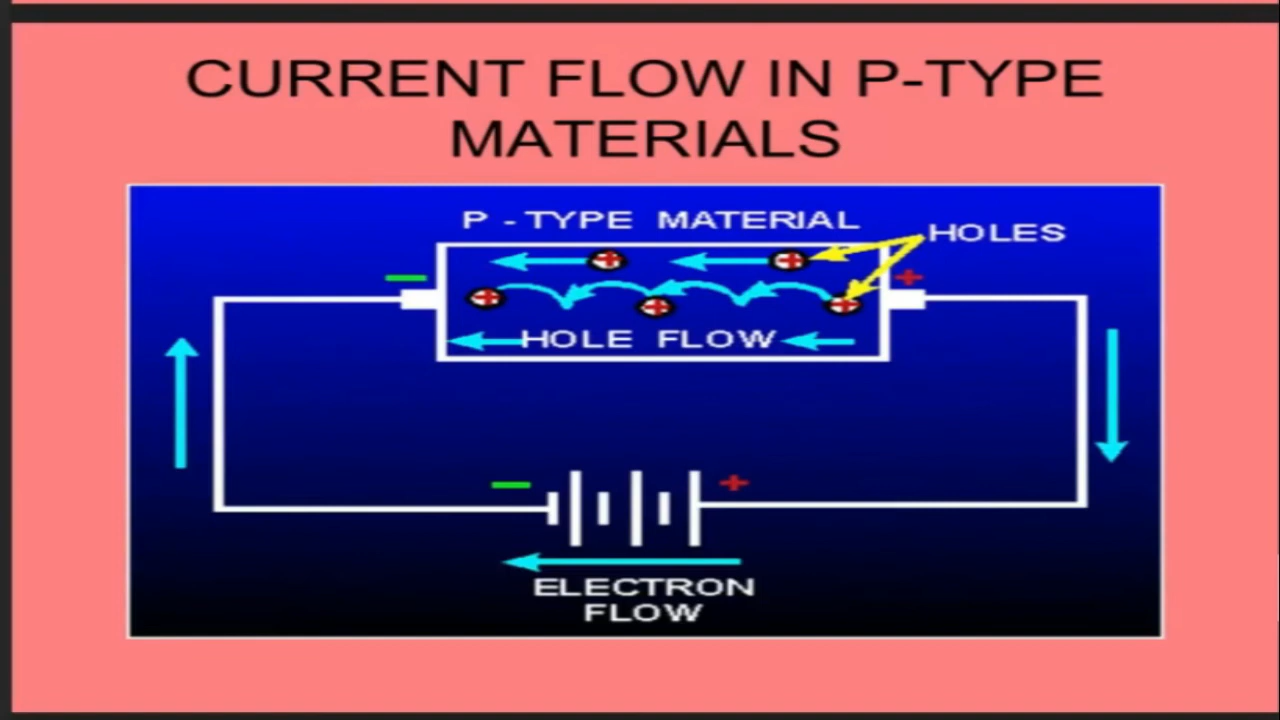 CURRENT FLOW IN P-TYPE
MATERIALS
P - TYPE MATERIAL
HOLES
HOLE FLOW
ELECTRON
FLOW